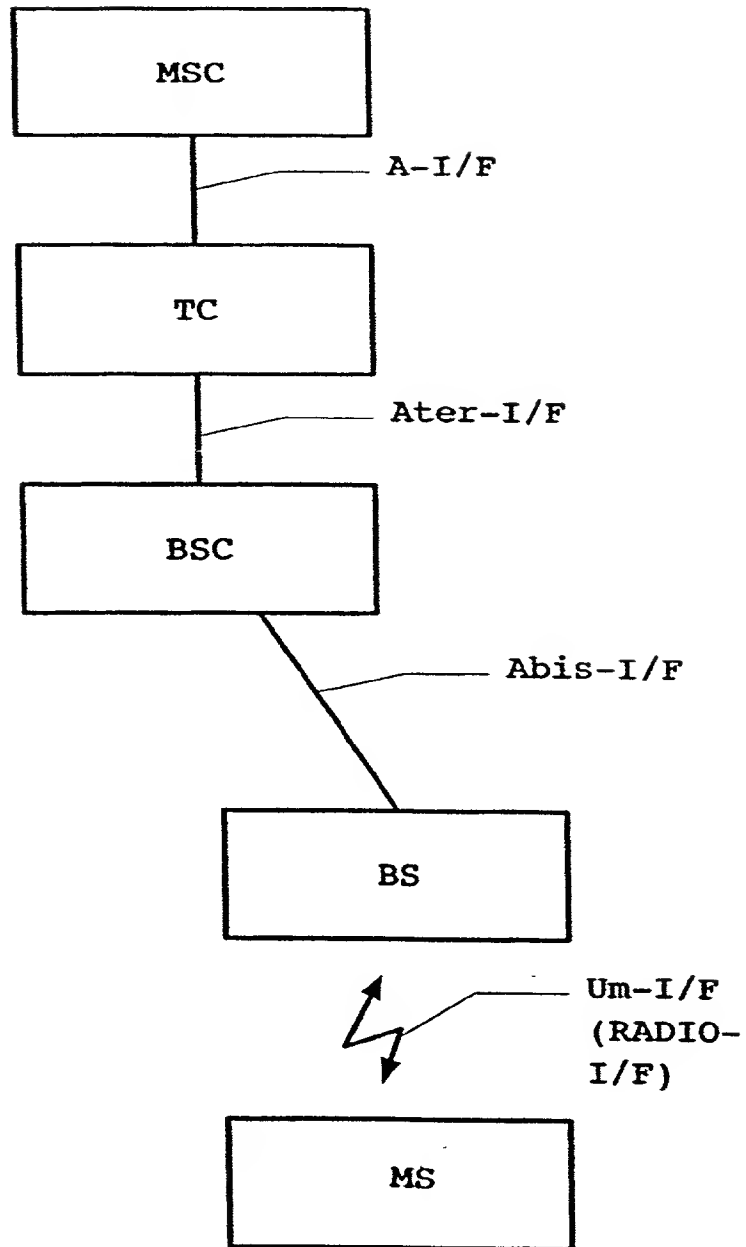 MSC
A-I/F
TC
Ater-I/F
BSC
Abis-I/F
BS
Um-I/F
(RADIO-
I/F)
MS